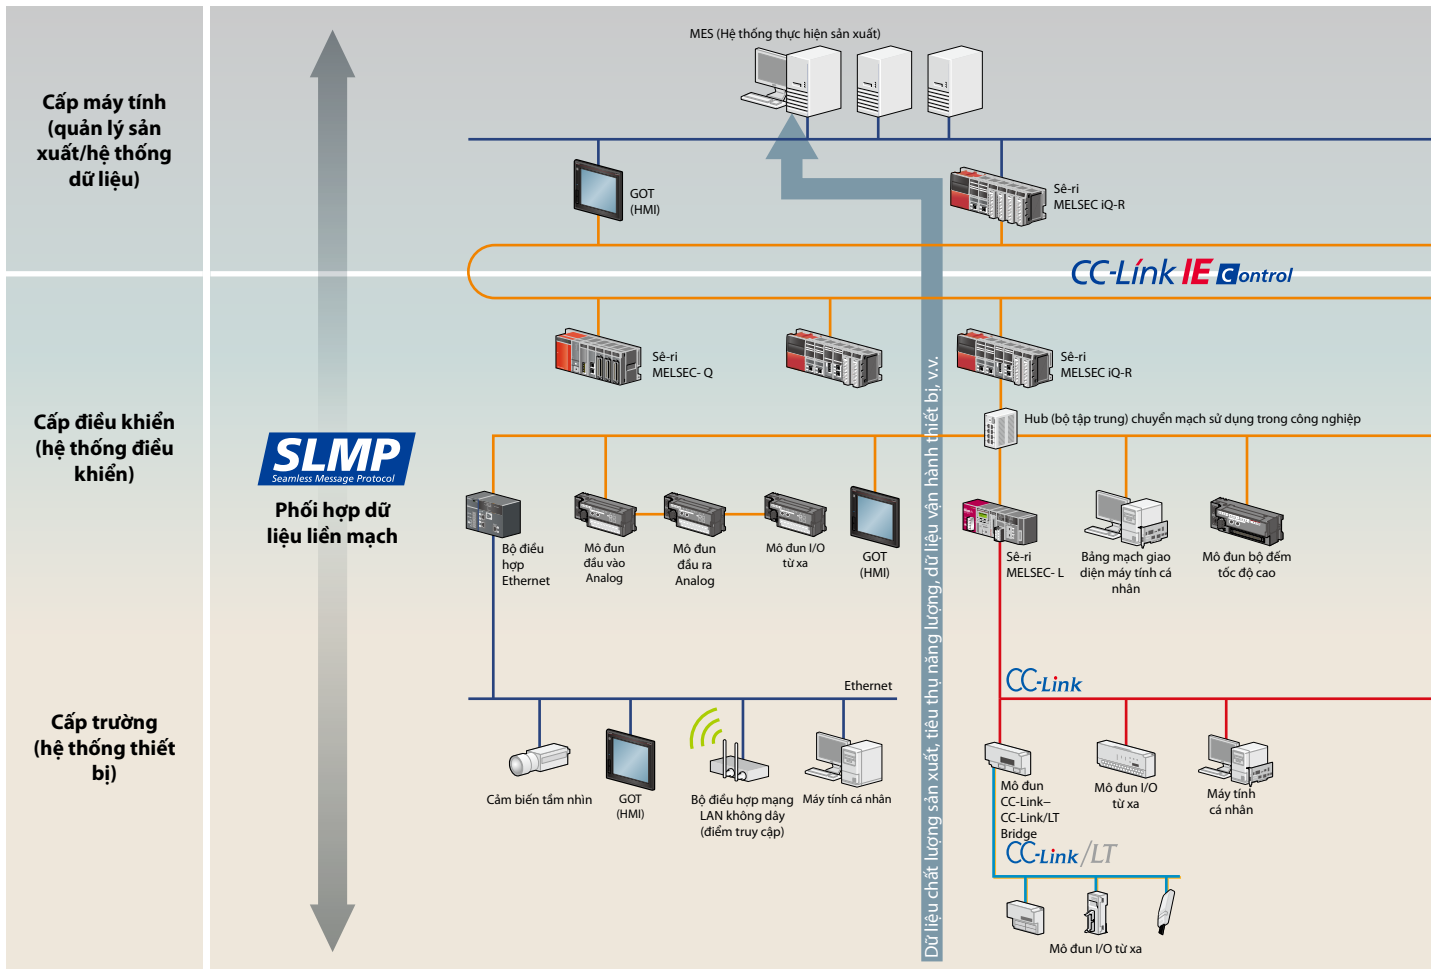 MES (Hệ thống thực hiện sản xuất)
Cấp máy tính
(quản lý sản
xuất/hệ thống
dữ liệu)
GOT
(HMI)
Sê-ri
MELSEC iQ-R
CC-Link IE Control
Sê-ri
MELSEC- Q
Sê-ri
MELSEC iQ-R
Cấp điều khiển
(hệ thống điều
khiển)
Hub (bộ tập trung) chuyển mạch sử dụng trong công nghiệp
SLMP
Seamless Message Protocol
Phối hợp dữ
liệu liền mạch
Bộ điều
hợp
Ethernet
Mô đun
đầu vào
Analog
Mô đun
đầu ra
Analog
Mô đun I/O
từ xa
GOT
(HMI)
Sê-ri
MELSEC- L
Bảng mạch giao
diện máy tính cá
nhân
Mô đun bộ đếm
tốc độ cao
Dữ liệu chất lượng sản xuất, tiêu thụ năng lượng, dữ liệu vận hành thiết bị, v.v.
Cấp trường
(hệ thống thiết
bị)
Ethernet
CC-Link
Cảm biến tầm nhìn
GOT
(HMI)
Bộ điều hợp mạng
LAN không dây
(điểm truy cập)
Máy tính cá nhân
Mô đun
CC-Link–
CC-Link/LT
Bridge
Mô đun I/O
từ xa
Máy tính
cá nhân
CC-Link/LT
Mô đun I/O từ xa